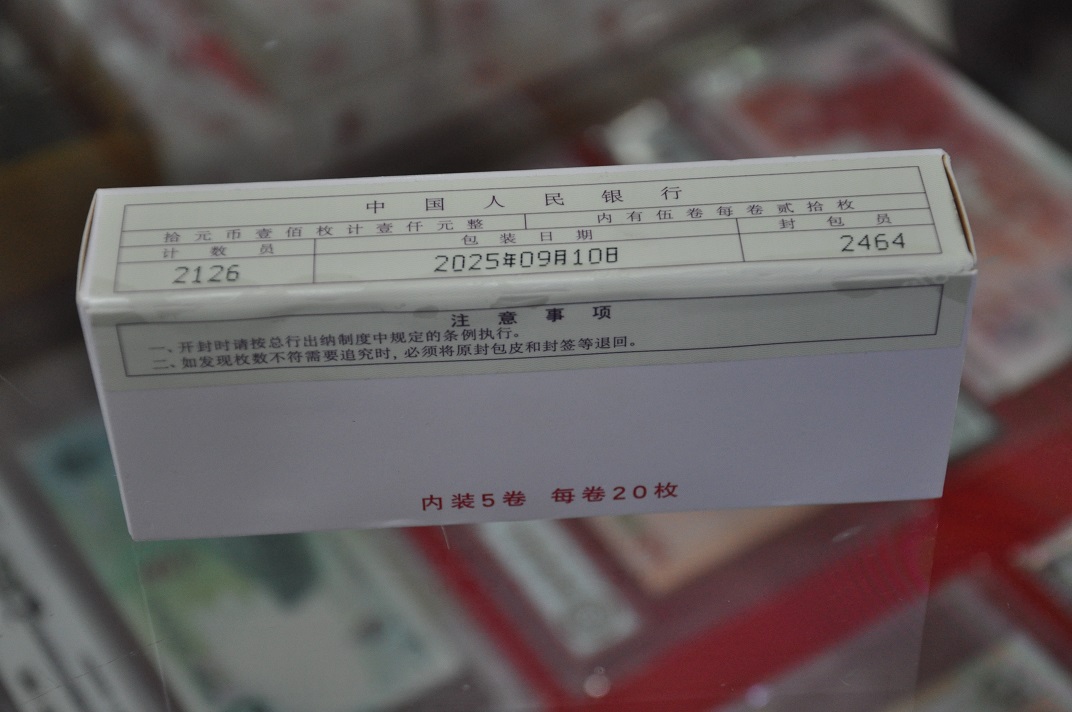 中国人民银行
拾元币壹佰枚计壹仟元整 内有伍卷每卷贰拾枚
计数员 包装日期 封包员
2126 2025年09月10日 2464
注意事项
一、开封时请按总行出纳制度中规定的条例执行。
二、如发现枚数不符需要追究时，必须将原封包皮和封签等退回。
内装5卷 每卷20枚